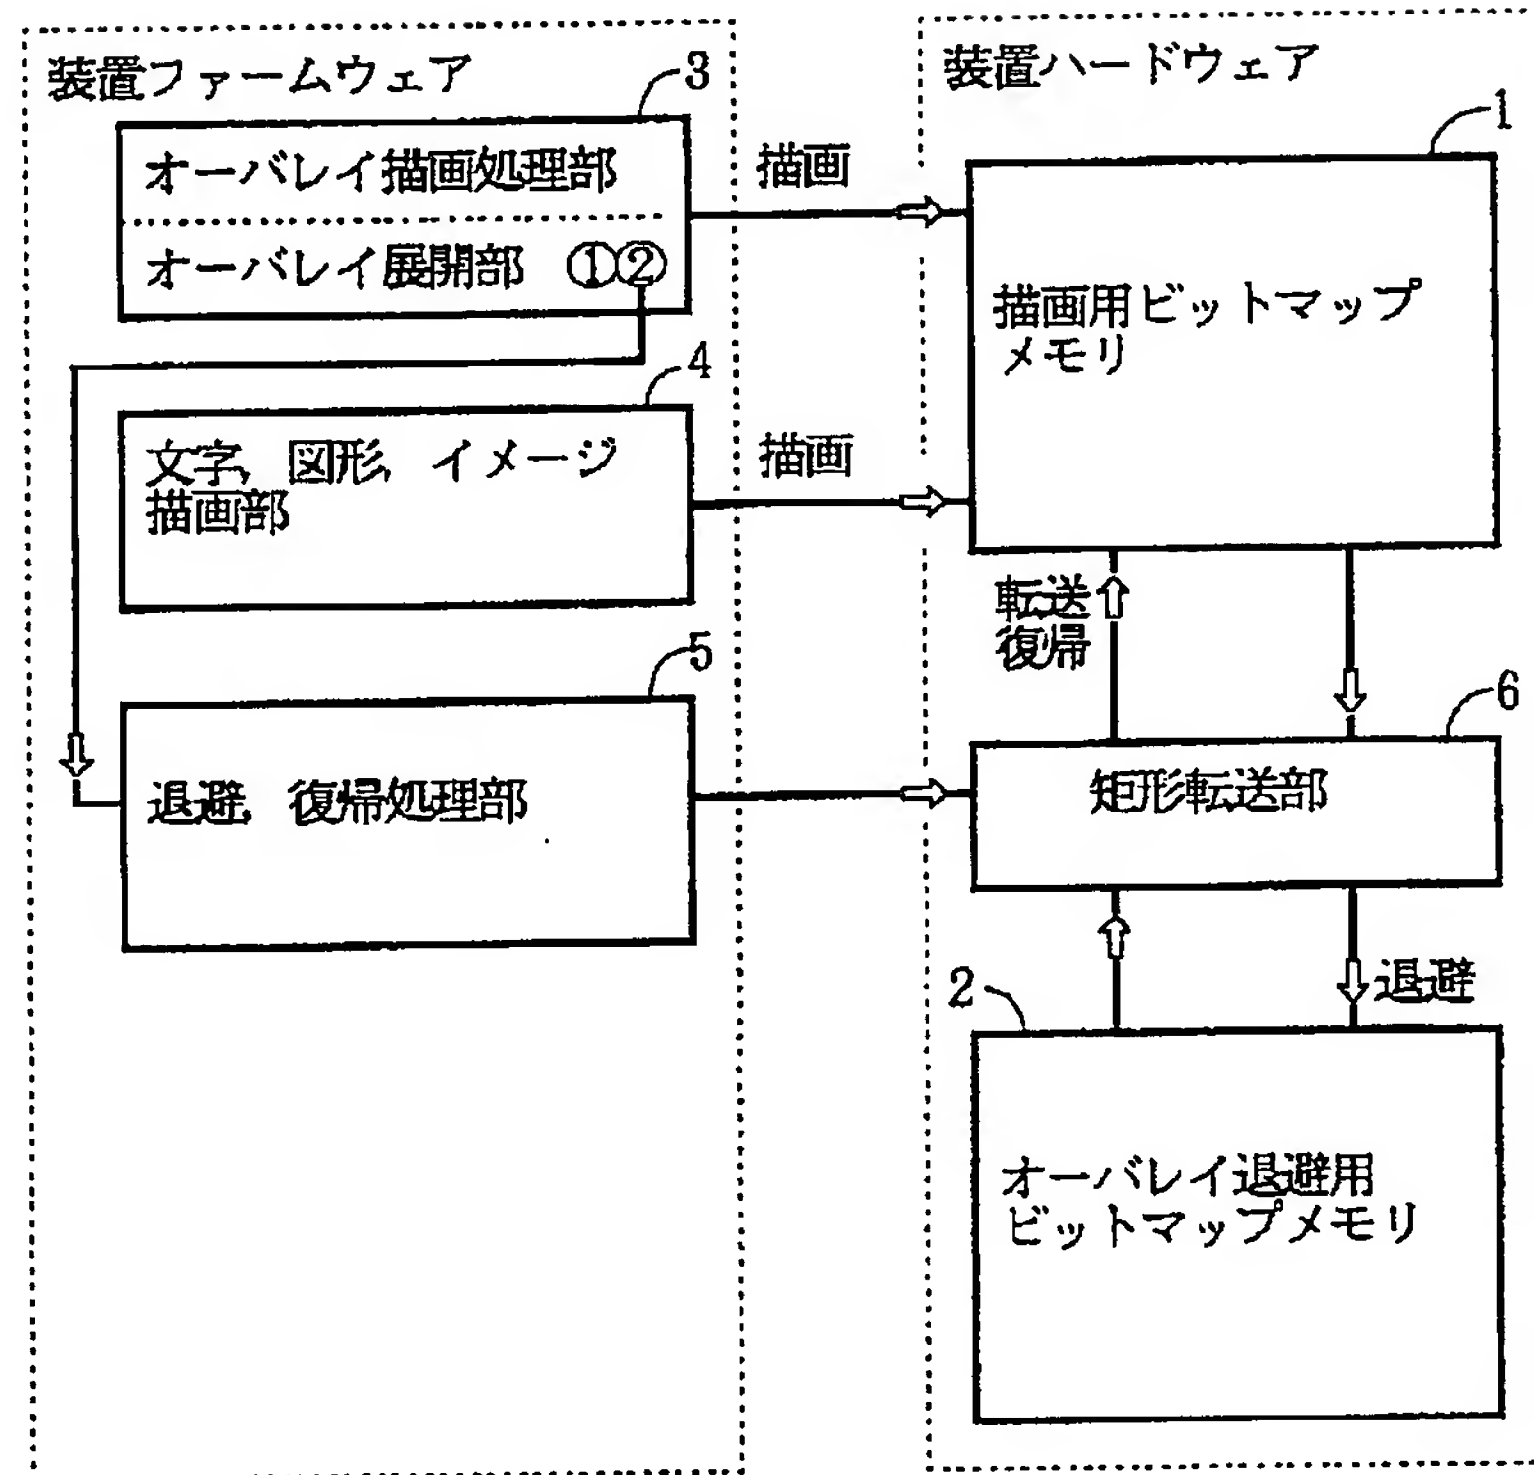 装置ファームウェア
3
オーバレイ描画処理部
オーバレイ展開部 ①②
描画
4
文字, 図形, イメージ
描画部
描画
5
退避, 復帰処理部
装置ハードウェア
1
描画用ビットマップ
メモリ
転送
復帰
6
矩形転送部
退避
2
オーバレイ退避用
ビットマップメモリ